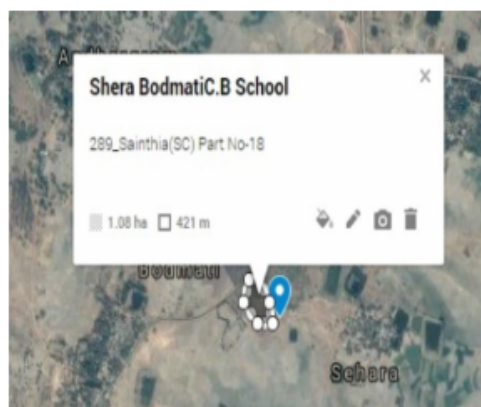 Shera BodmatiC.B School
289_Sainthia(SC) Part No-18
1.08 ha 421 m
Bodmati
Sehara